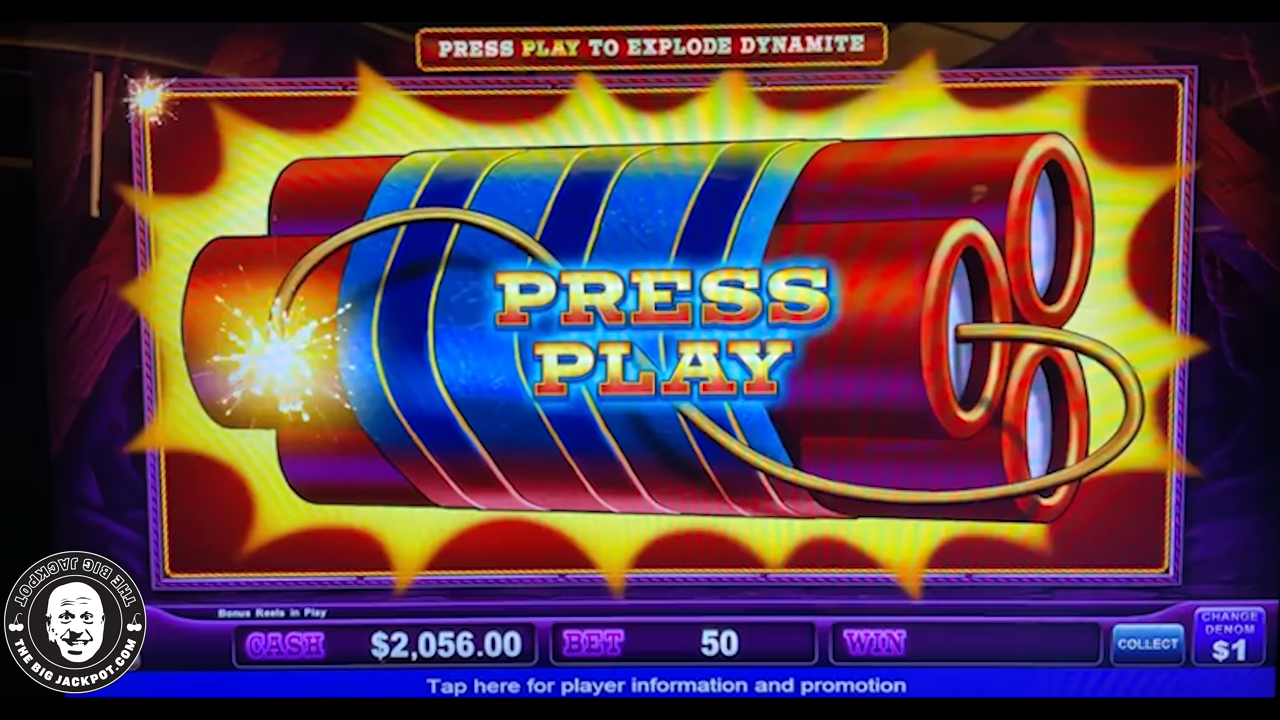 PRESS PLAY TO EXPLODE DYNAMITE
PRESS
PLAY
Bonus Reels in Play
CASH $2,056.00
BET 50
WIN
COLLECT
CHANGE
DENOM
$1
Tap here for player information and promotion
THE BIG JACKPOT
THE BIG JACKPOT.COM